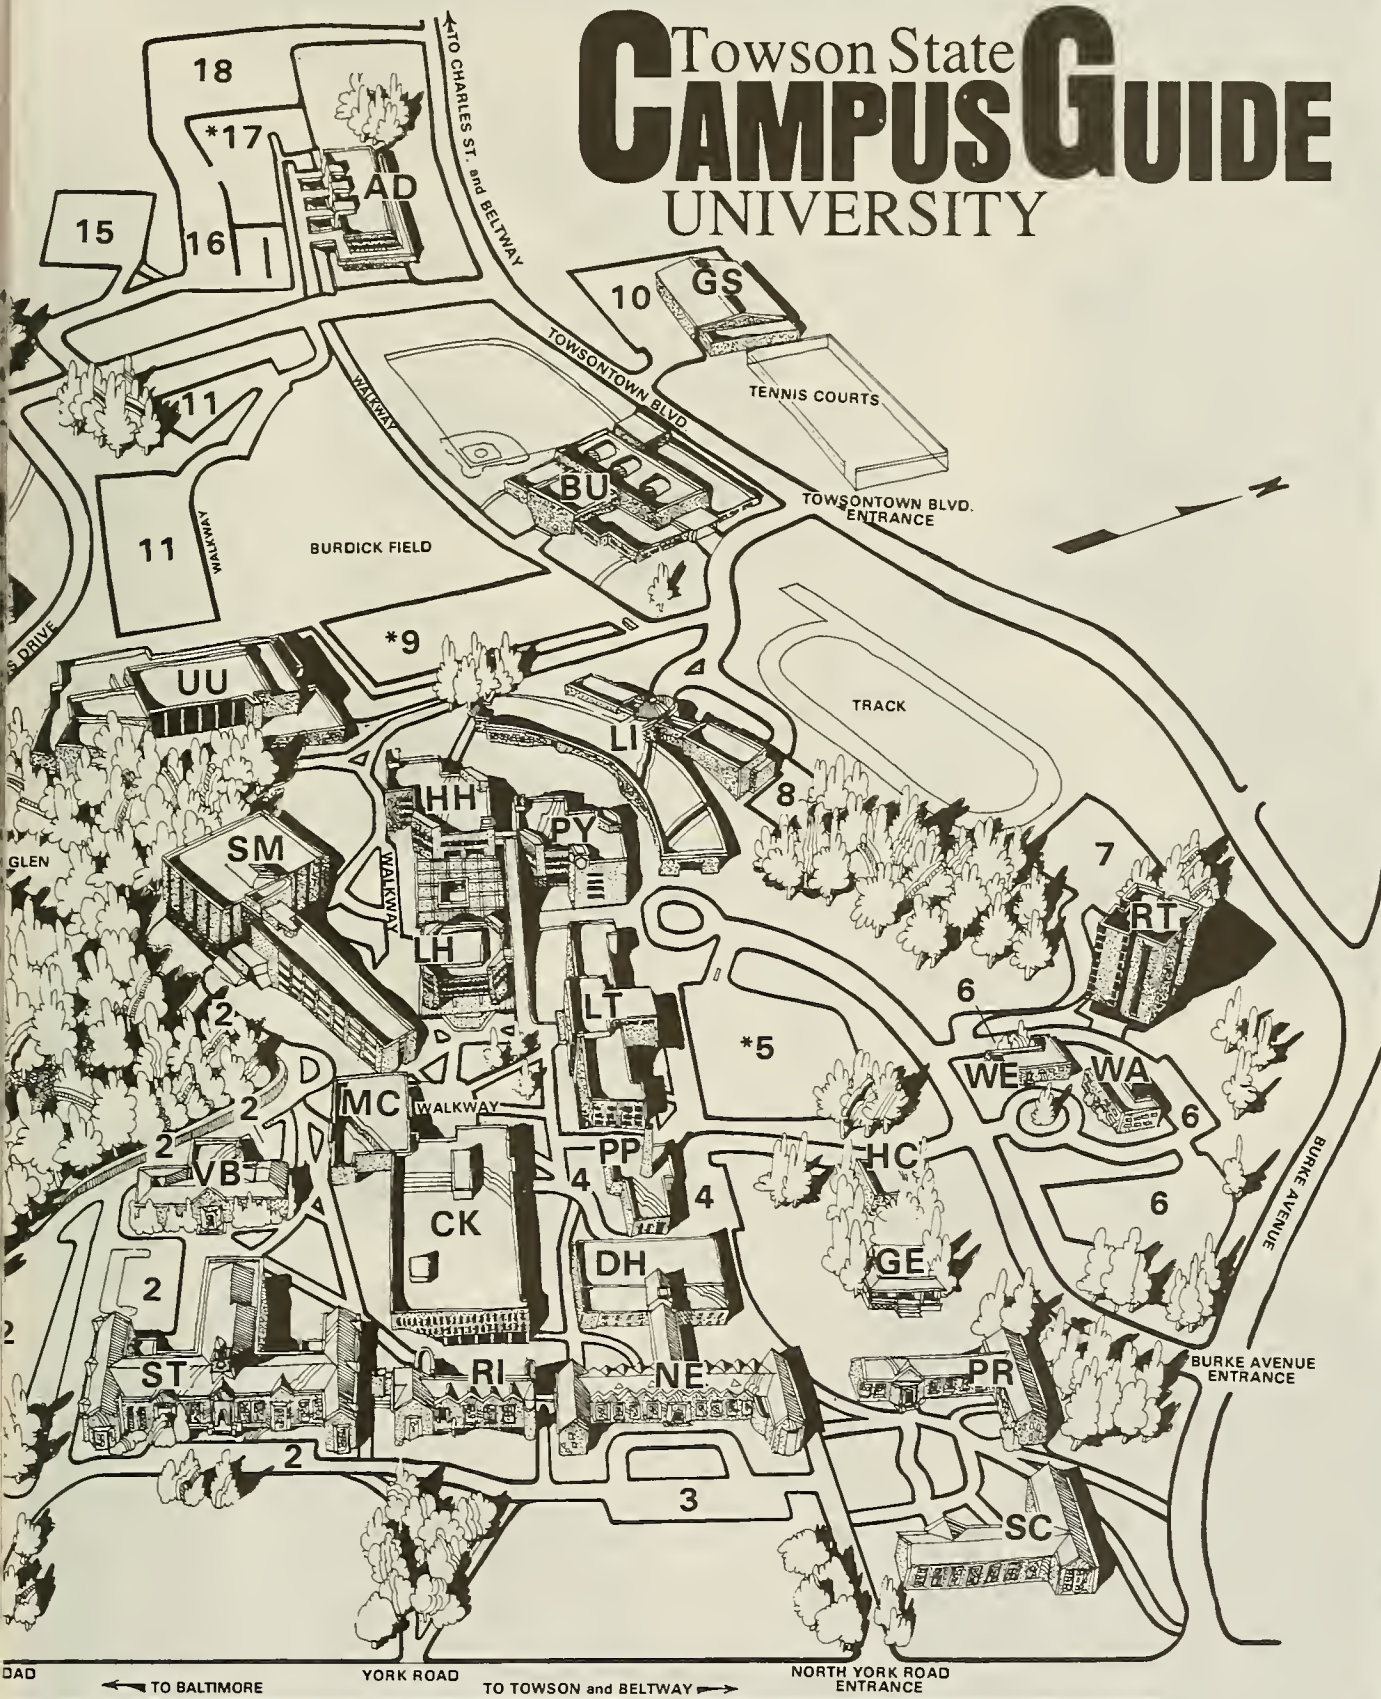 Towson State
CAMPUS GUIDE
UNIVERSITY
TO CHARLES ST. and BELTWAY
18
*17
AD
15
16
10
GS
TOWSONTOWN BLVD.
TENNIS COURTS
WALKWAY
11
BU
TOWSONTOWN BLVD.
ENTRANCE
N
11
WALKWAY
BURDICK FIELD
S DRIVE
*9
UU
LI
TRACK
HH
8
PY
SM
GLEN
WALKWAY
7
RT
LH
LT
2
6
*5
WE
WA
MC
WALKWAY
2
6
2
VB
PP
HC
4
4
BURKE AVENUE
6
CK
DH
GE
2
2
ST
RI
NE
PR
BURKE AVENUE
ENTRANCE
2
3
SC
OAD
YORK ROAD
NORTH YORK ROAD
ENTRANCE
TO BALTIMORE
TO TOWSON and BELTWAY